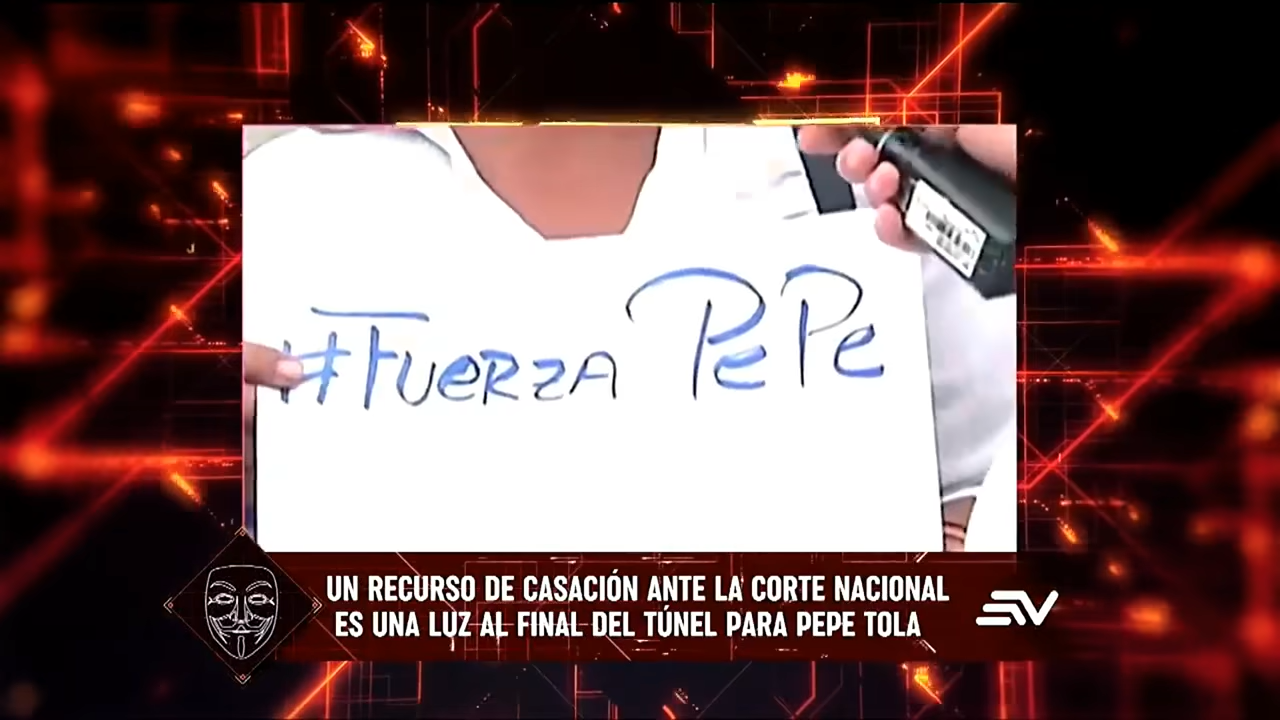 #Fuerza Pepe
UN RECURSO DE CASACIÓN ANTE LA CORTE NACIONAL
ES UNA LUZ AL FINAL DEL TÚNEL PARA PEPE TOLA
EV